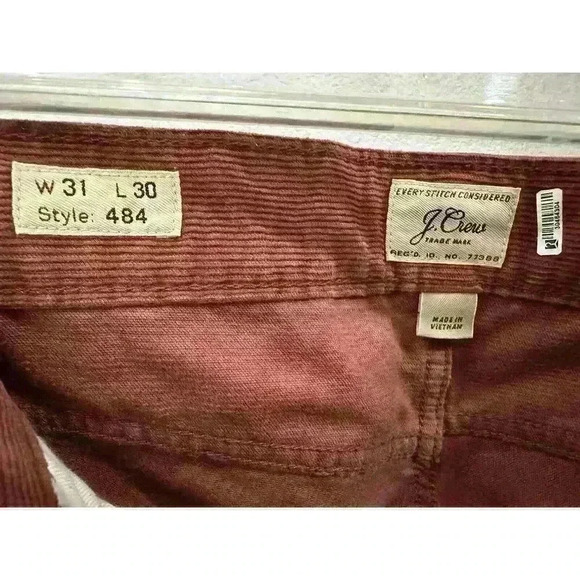 W 31 L 30
Style: 484
EVERY STITCH CONSIDERED
J.Crew
TRADE MARK
REG'D. ID. NO. 77388
MADE IN
VIETNAM